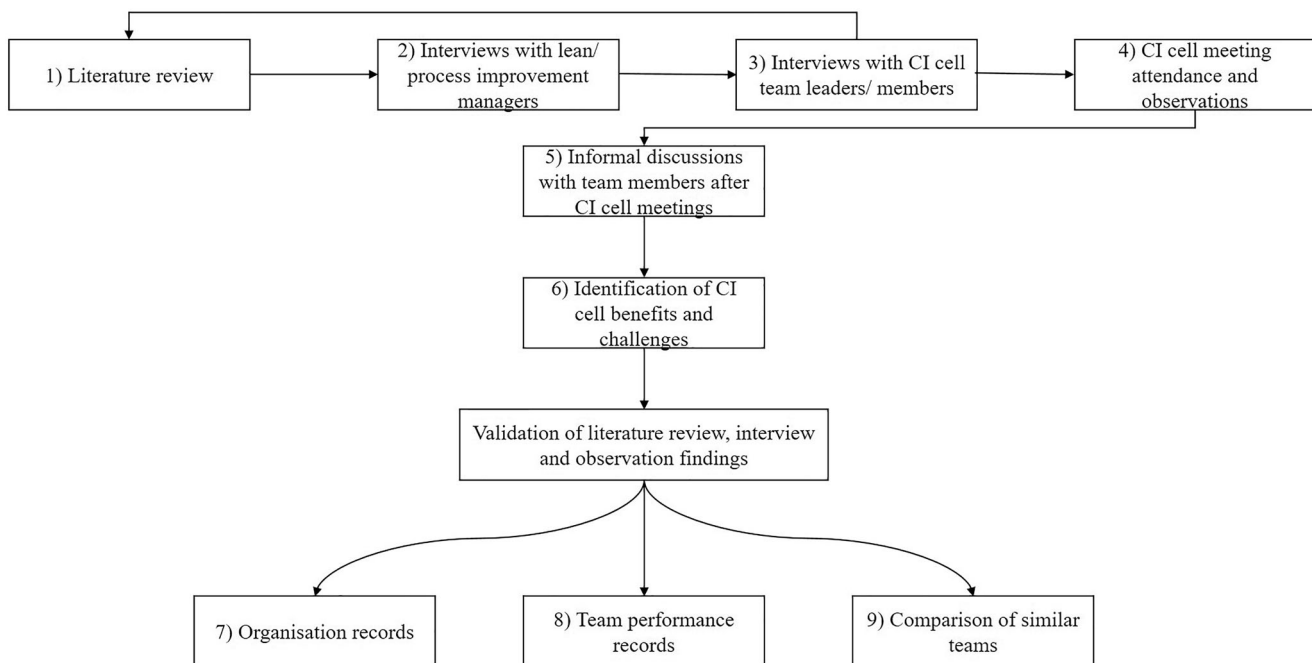 1) Literature review
2) Interviews with lean/
process improvement
managers
3) Interviews with CI cell
team leaders/ members
4) CI cell meeting
attendance and
observations
5) Informal discussions
with team members after
CI cell meetings
6) Identification of CI
cell benefits and
challenges
Validation of literature review, interview
and observation findings
7) Organisation records
8) Team performance
records
9) Comparison of similar
teams